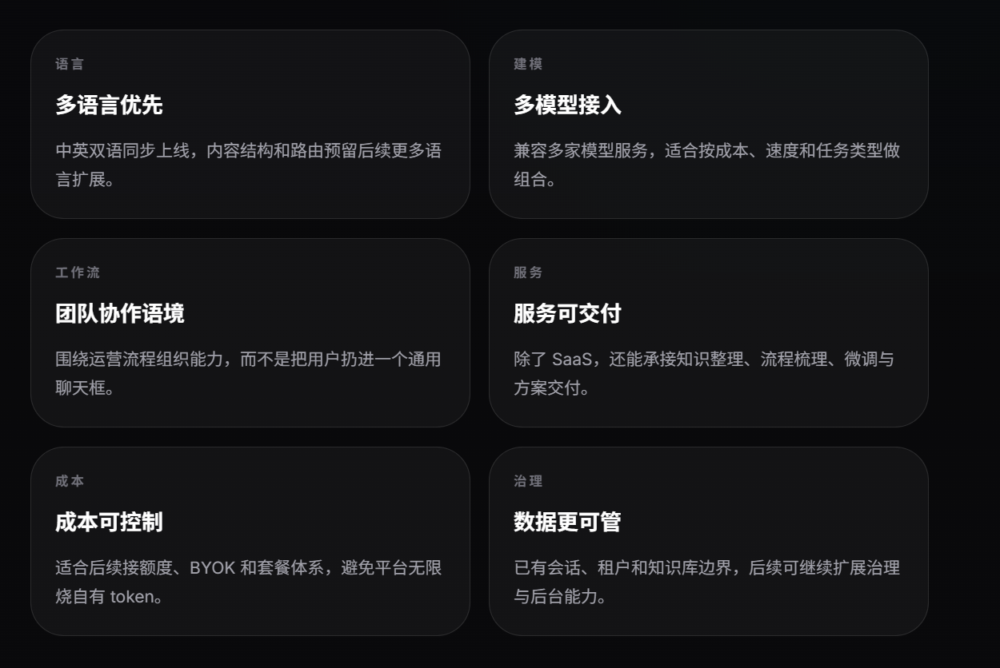 语言
多语言优先
中英双语同步上线，内容结构和路由预留后续更多语
言扩展。
建模
多模型接入
兼容多家模型服务，适合按成本、速度和任务类型做
组合。
工作流
团队协作语境
围绕运营流程组织能力，而不是把用户扔进一个通用
聊天框。
服务
服务可交付
除了 SaaS，还能承接知识整理、流程梳理、微调与
方案交付。
成本
成本可控制
适合后续接额度、BYOK 和套餐体系，避免平台无限
烧自有 token。
治理
数据更可管
已有会话、租户和知识库边界，后续可继续扩展治理
与后台能力。